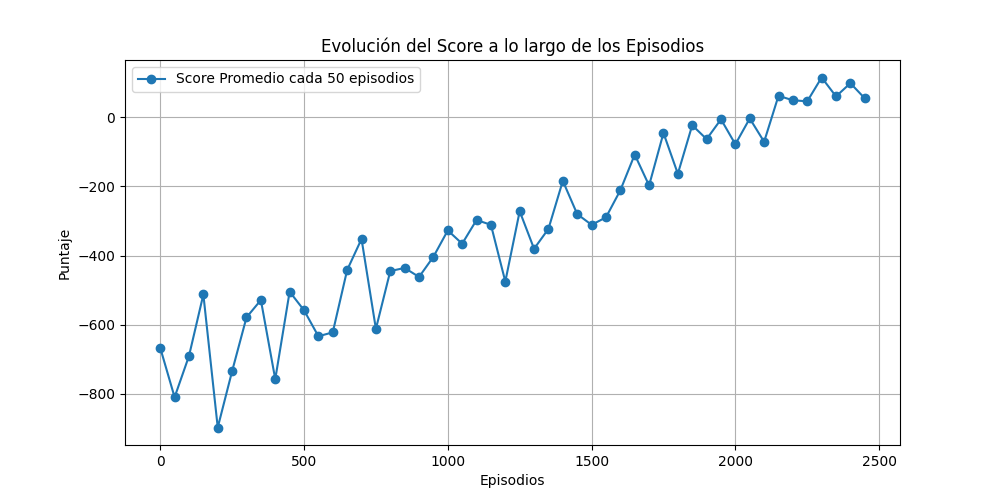 Evolución del Score a lo largo de los Episodios
Score Promedio cada 50 episodios
Puntaje
0
−200
−400
−600
−800
0
500
1000
1500
2000
2500
Episodios